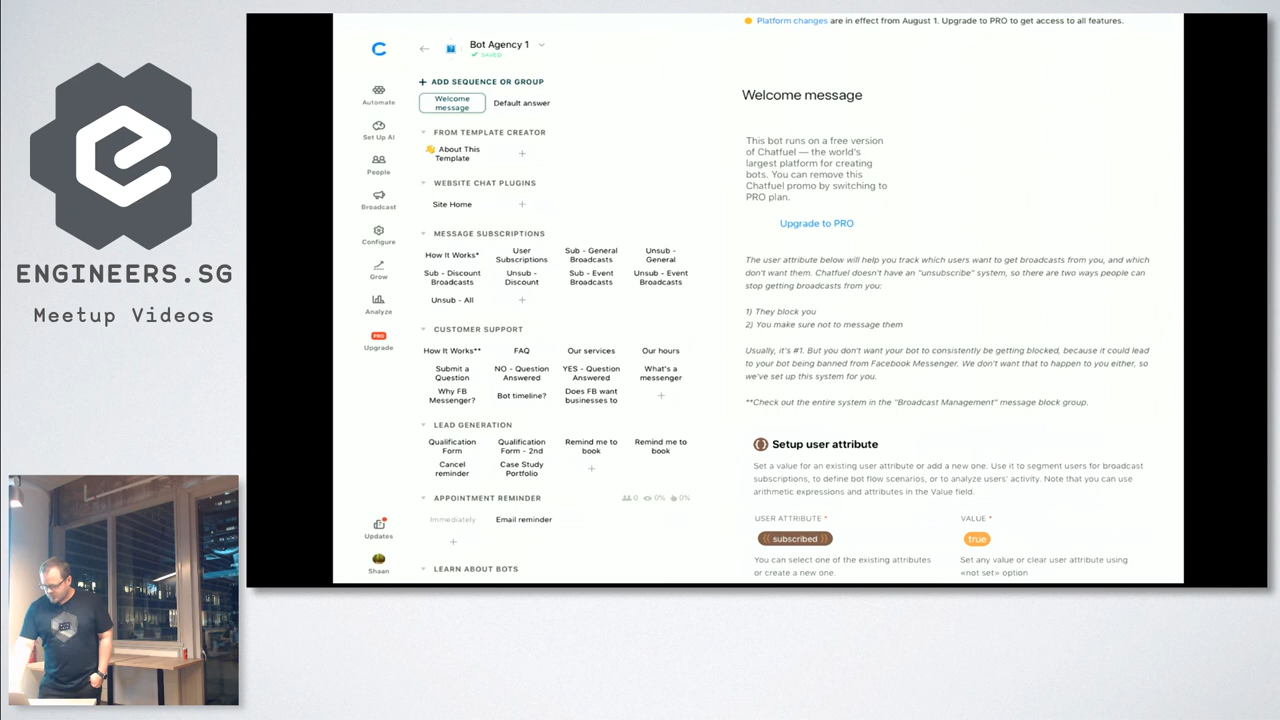 ENGINEERS.SG
Meetup Videos
Platform changes are in effect from August 1. Upgrade to PRO to get access to all features.
Bot Agency 1
SAVED
Automate
Set Up AI
People
Broadcast
Configure
Grow
Analyze
PRO
Upgrade
Updates
Shaan
ADD SEQUENCE OR GROUP
Welcome
message
Default answer
FROM TEMPLATE CREATOR
About This
Template
WEBSITE CHAT PLUGINS
Site Home
MESSAGE SUBSCRIPTIONS
How It Works*
User
Subscriptions
Sub - General
Broadcasts
Unsub -
General
Sub - Discount
Broadcasts
Unsub -
Discount
Sub - Event
Broadcasts
Unsub - Event
Broadcasts
Unsub - All
CUSTOMER SUPPORT
How It Works**
FAQ
Our services
Our hours
Submit a
Question
NO - Question
Answered
YES - Question
Answered
What's a
messenger
Why FB
Messenger?
Bot timeline?
Does FB want
businesses to
LEAD GENERATION
Qualification
Form
Qualification
Form - 2nd
Remind me to
book
Remind me to
book
Cancel
reminder
Case Study
Portfolio
APPOINTMENT REMINDER
0 0% 0%
Immediately
Email reminder
LEARN ABOUT BOTS
Welcome message
This bot runs on a free version
of Chatfuel — the world's
largest platform for creating
bots. You can remove this
Chatfuel promo by switching to
PRO plan.
Upgrade to PRO
The user attribute below will help you track which users want to get broadcasts from you, and which
don't want them. Chatfuel doesn't have an "unsubscribe" system, so there are two ways people can
stop getting broadcasts from you:
1) They block you
2) You make sure not to message them
Usually, it's #1. But you don't want your bot to consistently be getting blocked, because it could lead
to your bot being banned from Facebook Messenger. We don't want that to happen to you either, so
we've set up this system for you.
**Check out the entire system in the "Broadcast Management" message block group.
Setup user attribute
Set a value for an existing user attribute or add a new one. Use it to segment users for broadcast
subscriptions, to define bot flow scenarios, or to analyze users' activity. Note that you can use
arithmetic expressions and attributes in the Value field.
USER ATTRIBUTE *
{{ subscribed }}
You can select one of the existing attributes
or create a new one.
VALUE *
true
Set any value or clear user attribute using
«not set» option